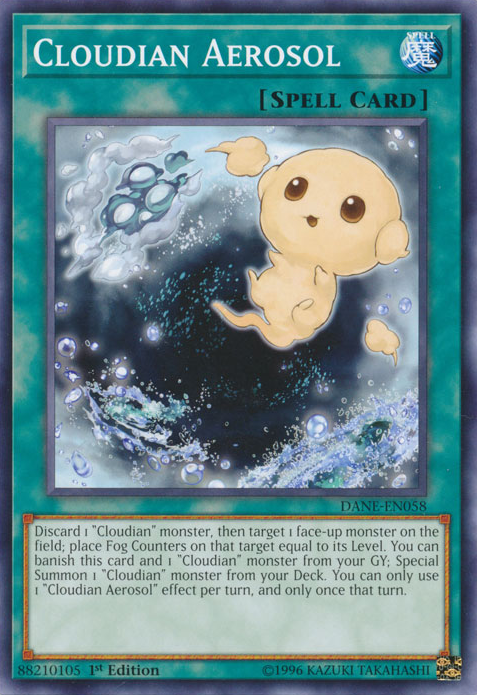 CLOUDIAN AEROSOL
SPELL
魔
[SPELL CARD]
DANE-EN058
Discard 1 "Cloudian" monster, then target 1 face-up monster on the
field; place Fog Counters on that target equal to its Level. You can
banish this card and 1 "Cloudian" monster from your GY; Special
Summon 1 "Cloudian" monster from your Deck. You can only use
1 "Cloudian Aerosol" effect per turn, and only once that turn.
88210105 1st Edition
©1996 KAZUKI TAKAHASHI